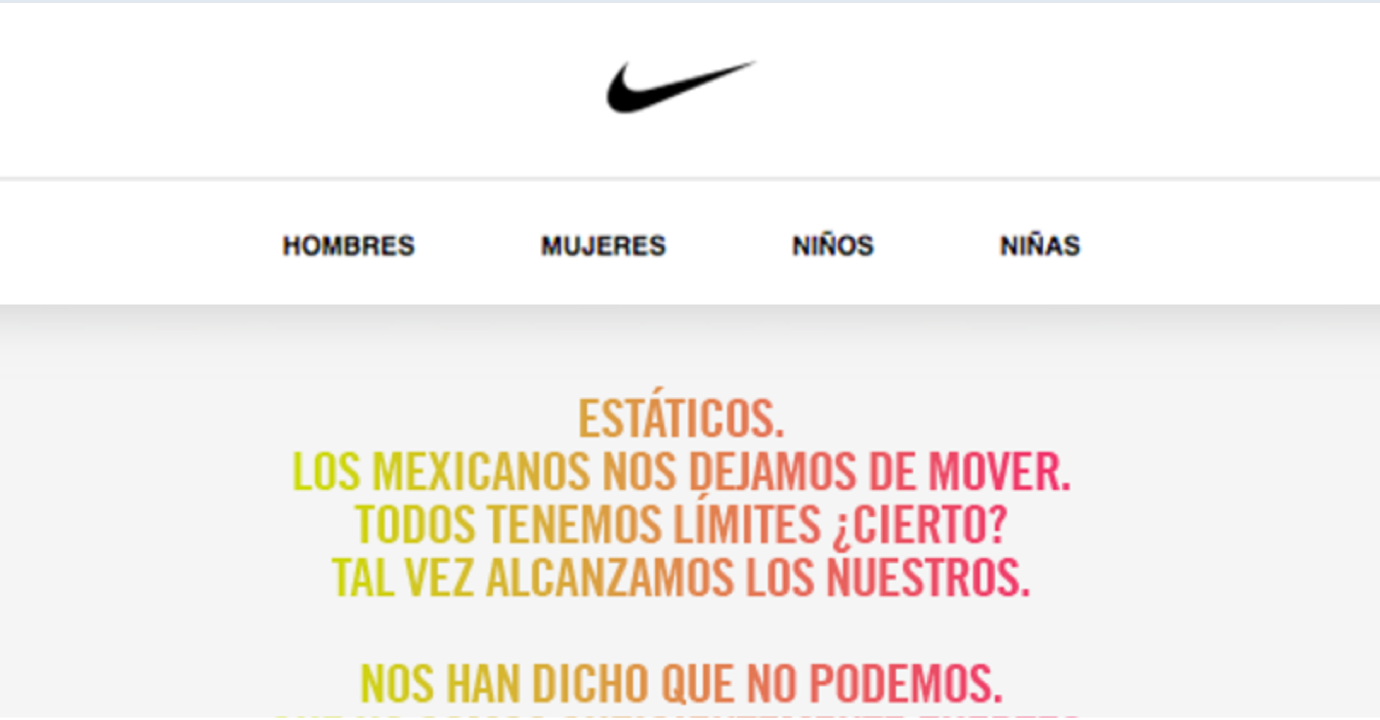 HOMBRES MUJERES NIÑOS NIÑAS
ESTÁTICOS.
LOS MEXICANOS NOS DEJAMOS DE MOVER.
TODOS TENEMOS LÍMITES ¿CIERTO?
TAL VEZ ALCANZAMOS LOS NUESTROS.
NOS HAN DICHO QUE NO PODEMOS.